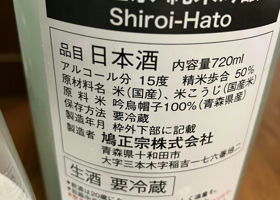 Shiroi-Hato
品目 日本酒 内容量720ml
アルコール分 15度 精米歩合 50%
原材料名 米(国産)、米こうじ(国産米)
原料米 吟烏帽子100%(青森県産)
保存方法 要冷蔵
製造年月 枠外下部に記載
製造者 鳩正宗株式会社
青森県十和田市
大字三本木字稲吉一七六番地二
生酒 要冷蔵